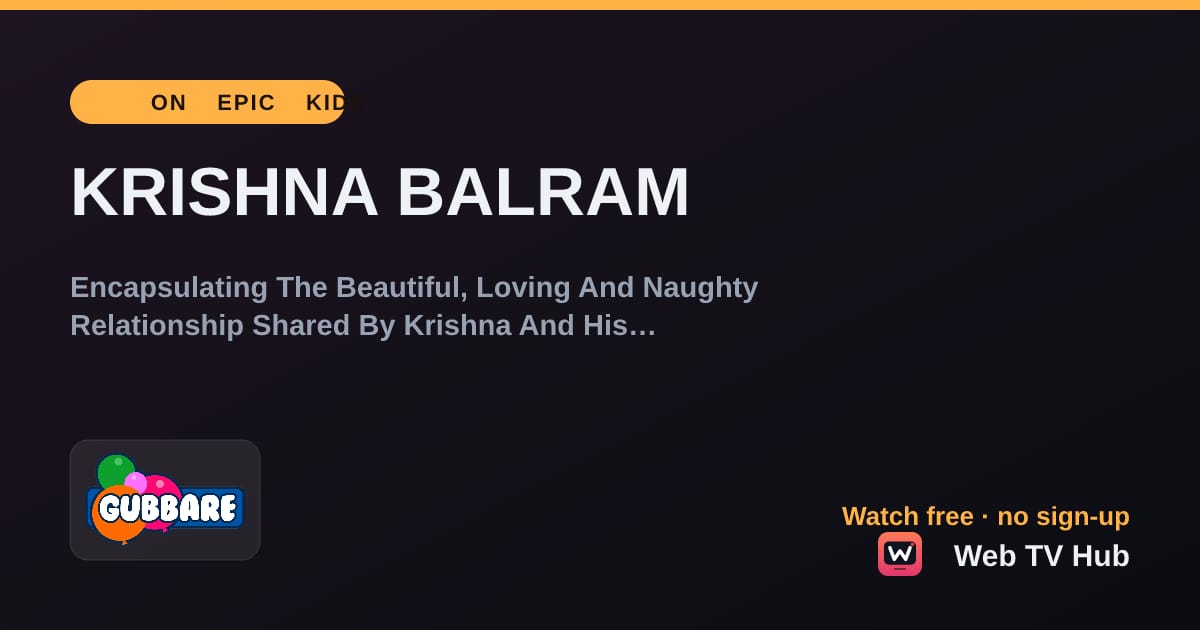 ON EPIC KIDS
KRISHNA BALRAM
Encapsulating The Beautiful, Loving And Naughty
Relationship Shared By Krishna And His…
GUBBARE
Watch free · no sign-up
W
Web TV Hub